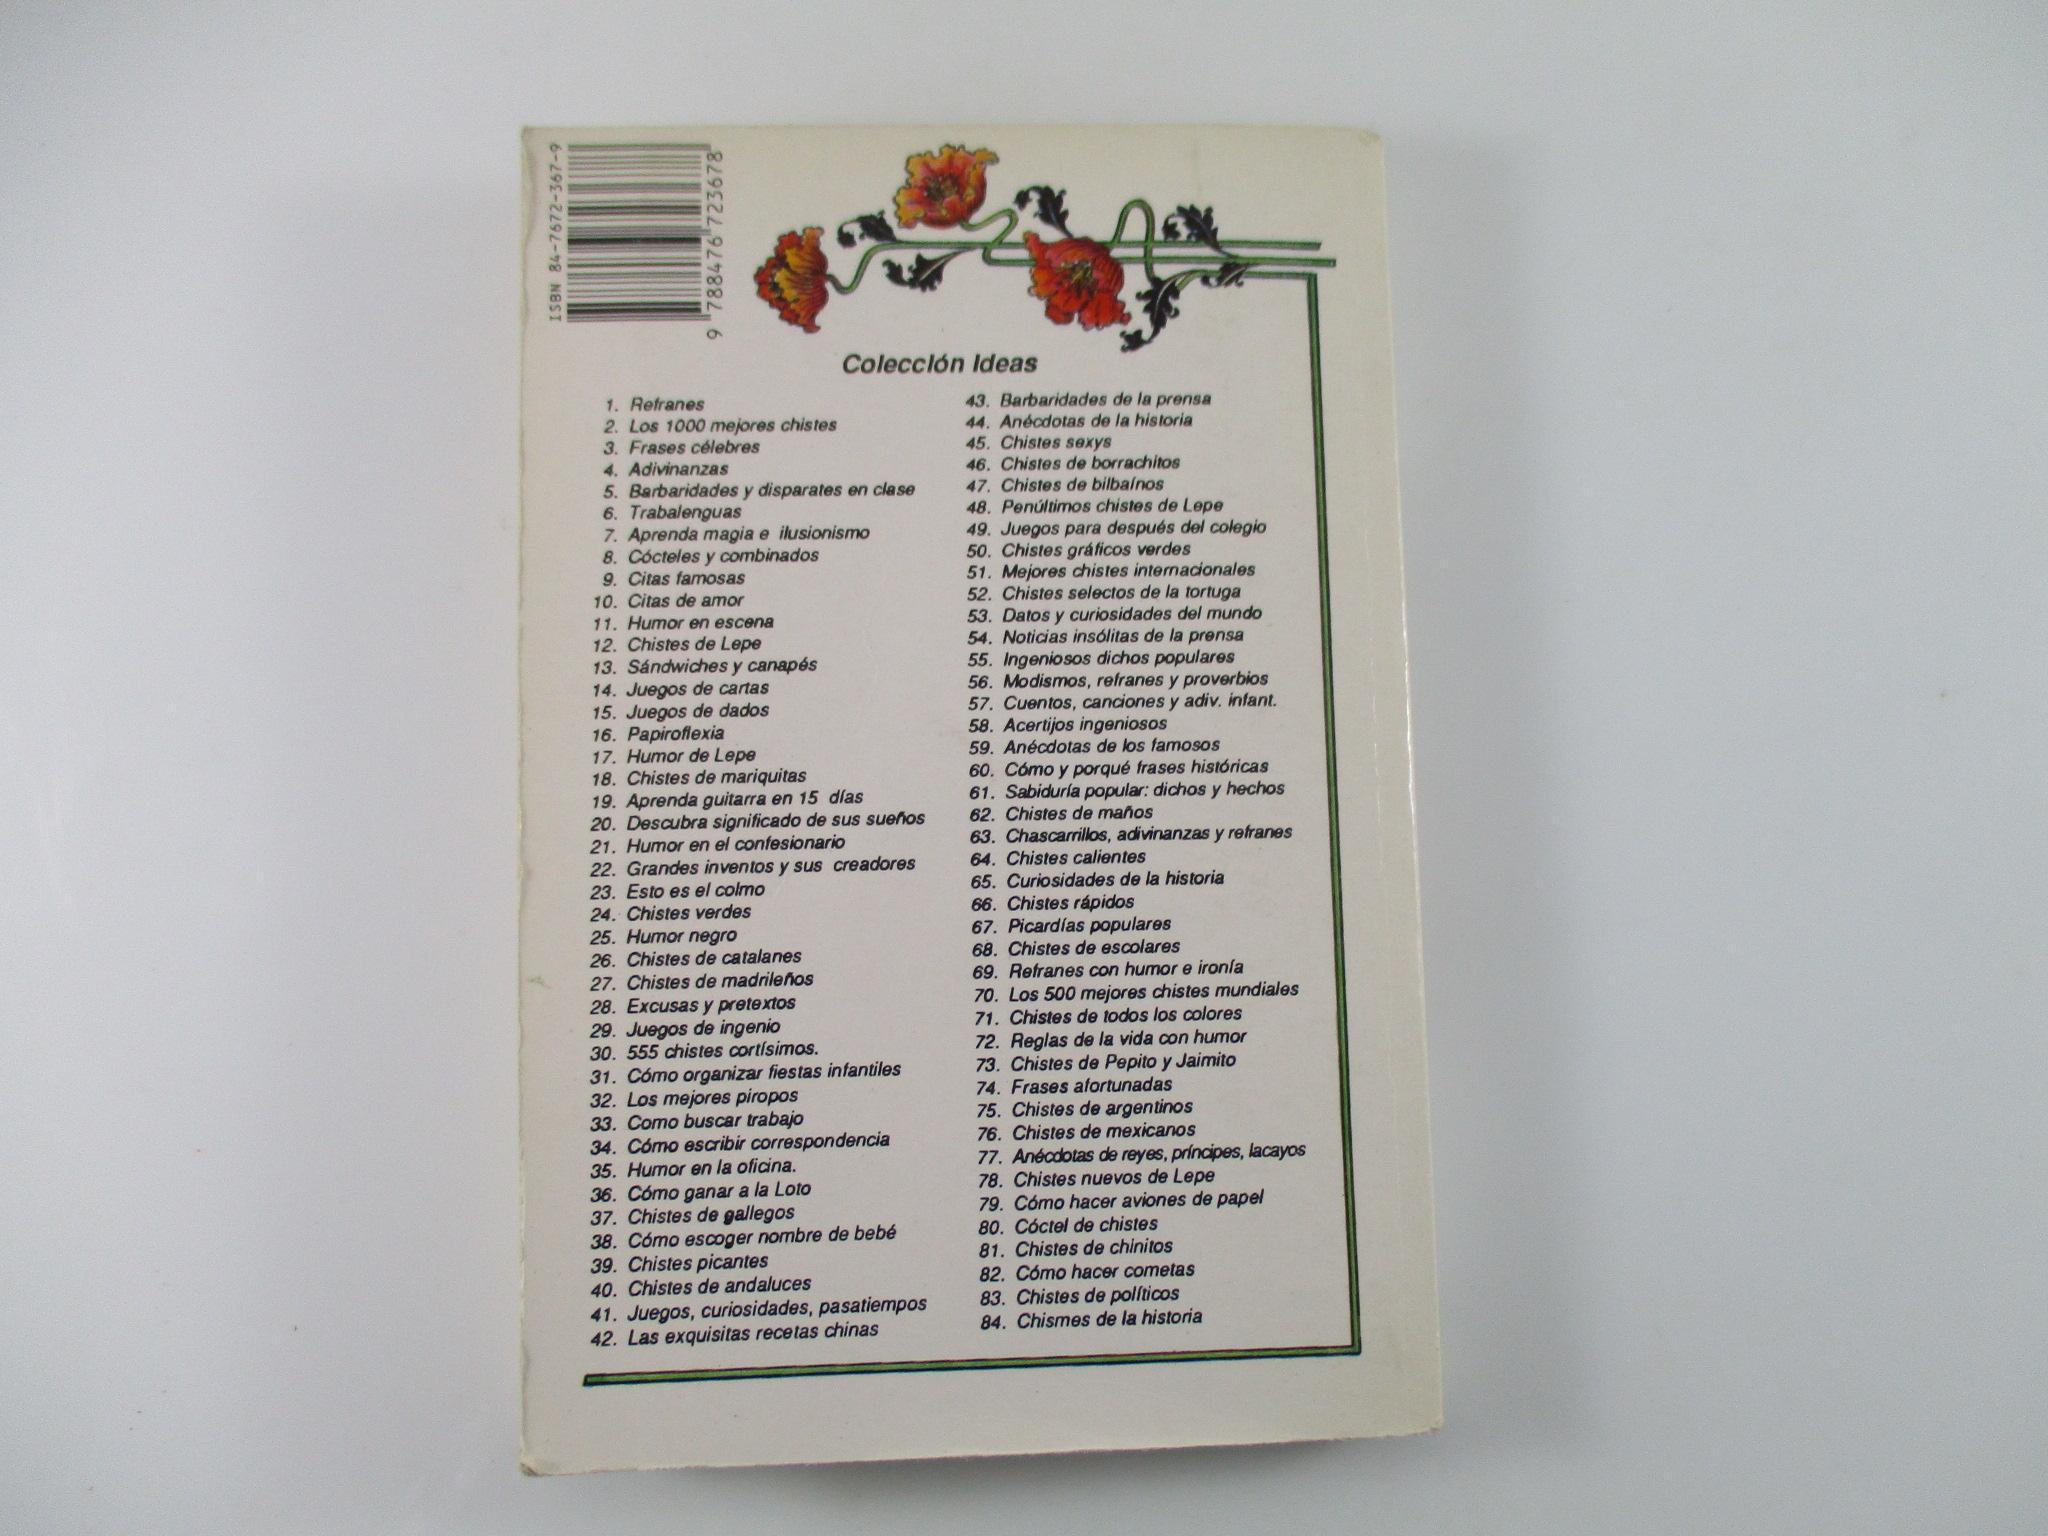 ISBN 84-7672-367-9
9 788476 723678
Colección Ideas
1. Refranes
2. Los 1000 mejores chistes
3. Frases célebres
4. Adivinanzas
5. Barbaridades y disparates en clase
6. Trabalenguas
7. Aprenda magia e ilusionismo
8. Cócteles y combinados
9. Citas famosas
10. Citas de amor
11. Humor en escena
12. Chistes de Lepe
13. Sándwiches y canapés
14. Juegos de cartas
15. Juegos de dados
16. Papiroflexia
17. Humor de Lepe
18. Chistes de mariquitas
19. Aprenda guitarra en 15 días
20. Descubra significado de sus sueños
21. Humor en el confesionario
22. Grandes inventos y sus creadores
23. Esto es el colmo
24. Chistes verdes
25. Humor negro
26. Chistes de catalanes
27. Chistes de madrileños
28. Excusas y pretextos
29. Juegos de ingenio
30. 555 chistes cortísimos.
31. Cómo organizar fiestas infantiles
32. Los mejores piropos
33. Como buscar trabajo
34. Cómo escribir correspondencia
35. Humor en la oficina.
36. Cómo ganar a la Loto
37. Chistes de gallegos
38. Cómo escoger nombre de bebé
39. Chistes picantes
40. Chistes de andaluces
41. Juegos, curiosidades, pasatiempos
42. Las exquisitas recetas chinas
43. Barbaridades de la prensa
44. Anécdotas de la historia
45. Chistes sexys
46. Chistes de borrachitos
47. Chistes de bilbaínos
48. Penúltimos chistes de Lepe
49. Juegos para después del colegio
50. Chistes gráficos verdes
51. Mejores chistes internacionales
52. Chistes selectos de la tortuga
53. Datos y curiosidades del mundo
54. Noticias insólitas de la prensa
55. Ingeniosos dichos populares
56. Modismos, refranes y proverbios
57. Cuentos, canciones y adiv. infant.
58. Acertijos ingeniosos
59. Anécdotas de los famosos
60. Cómo y porqué frases históricas
61. Sabiduría popular: dichos y hechos
62. Chistes de maños
63. Chascarrillos, adivinanzas y refranes
64. Chistes calientes
65. Curiosidades de la historia
66. Chistes rápidos
67. Picardías populares
68. Chistes de escolares
69. Refranes con humor e ironía
70. Los 500 mejores chistes mundiales
71. Chistes de todos los colores
72. Reglas de la vida con humor
73. Chistes de Pepito y Jaimito
74. Frases afortunadas
75. Chistes de argentinos
76. Chistes de mexicanos
77. Anécdotas de reyes, príncipes, lacayos
78. Chistes nuevos de Lepe
79. Cómo hacer aviones de papel
80. Cóctel de chistes
81. Chistes de chinitos
82. Cómo hacer cometas
83. Chistes de políticos
84. Chismes de la historia